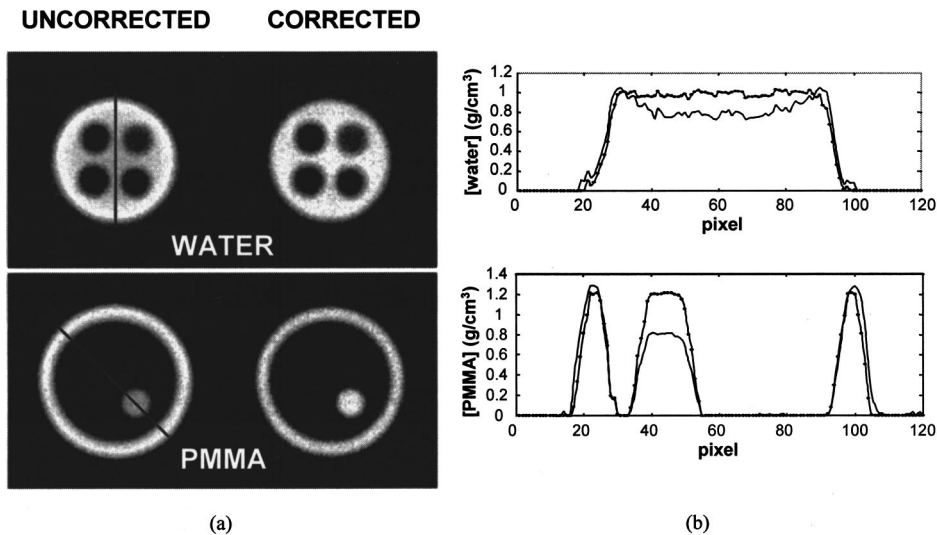 UNCORRECTED CORRECTED
WATER
PMMA
(a)
[water] (g/cm³)
1.2
1
0.8
0.6
0.4
0.2
0
0 20 40 60 80 100 120
pixel
[PMMA] (g/cm³)
1.4
1.2
1
0.8
0.6
0.4
0.2
0
0 20 40 60 80 100 120
pixel
(b)